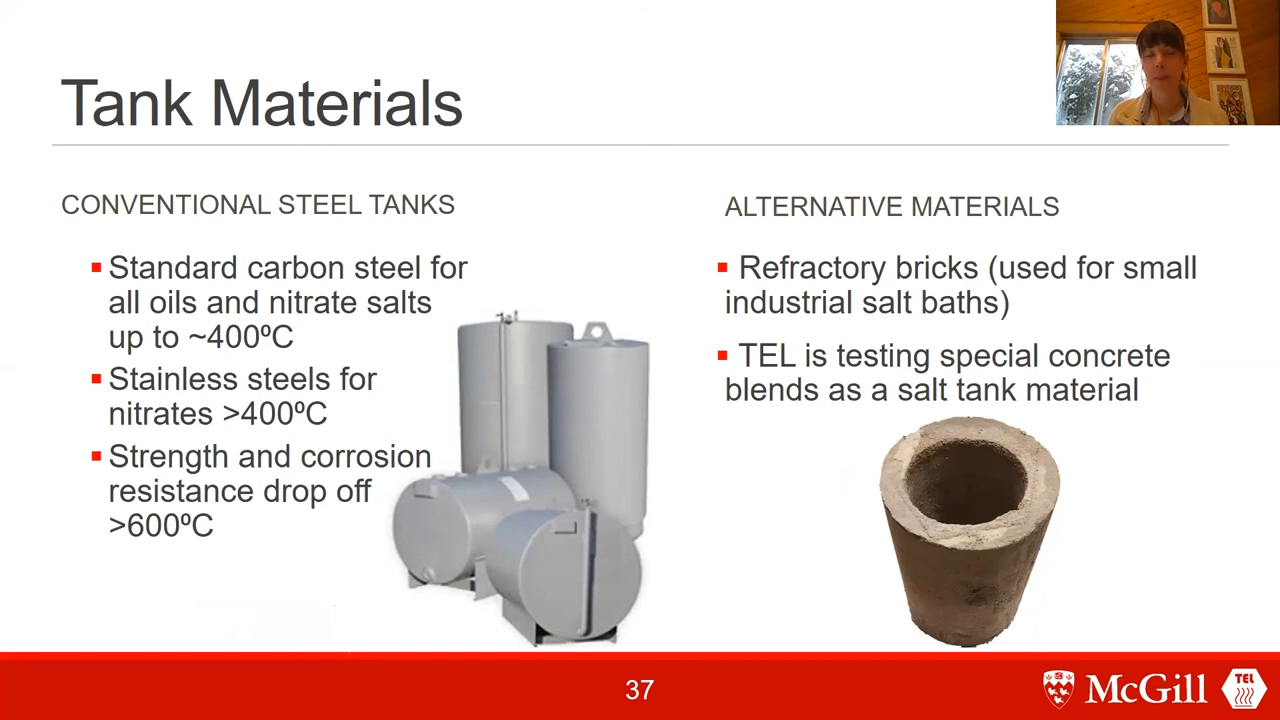 Tank Materials
CONVENTIONAL STEEL TANKS
▪ Standard carbon steel for
all oils and nitrate salts
up to ~400ºC
▪ Stainless steels for
nitrates >400ºC
▪ Strength and corrosion
resistance drop off
>600ºC
ALTERNATIVE MATERIALS
▪ Refractory bricks (used for small
industrial salt baths)
▪ TEL is testing special concrete
blends as a salt tank material
37
McGill
TEL